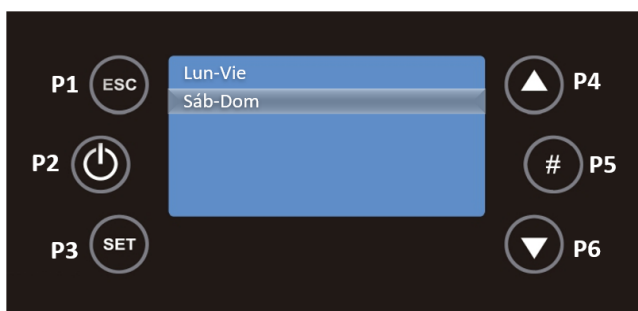 P1 ESC
Lun-Vie
Sáb-Dom
P4
P2
# P5
P3 SET
P6